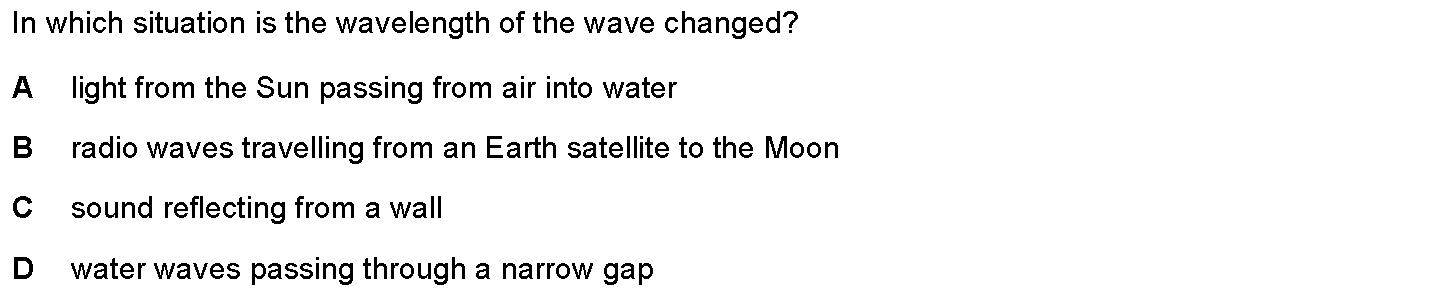 In which situation is the wavelength of the wave changed?
A light from the Sun passing from air into water
B radio waves travelling from an Earth satellite to the Moon
C sound reflecting from a wall
D water waves passing through a narrow gap